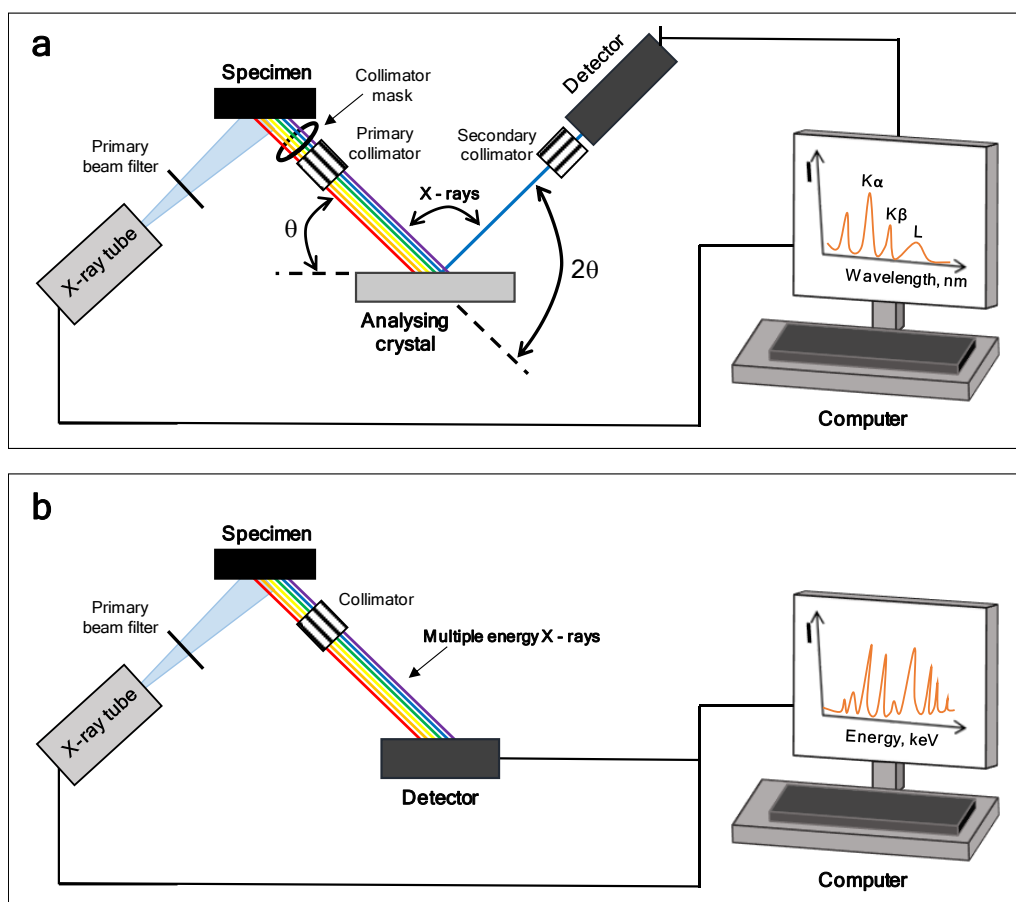 a
Specimen
Collimator
mask
Primary
collimator
Primary
beam filter
X-ray tube
θ
X - rays
Secondary
collimator
Detector
2θ
Analysing
crystal
I
Kα
Kβ
L
Wavelength, nm
Computer
b
Specimen
Collimator
Primary
beam filter
X-ray tube
Multiple energy X - rays
Detector
I
Energy, keV
Computer